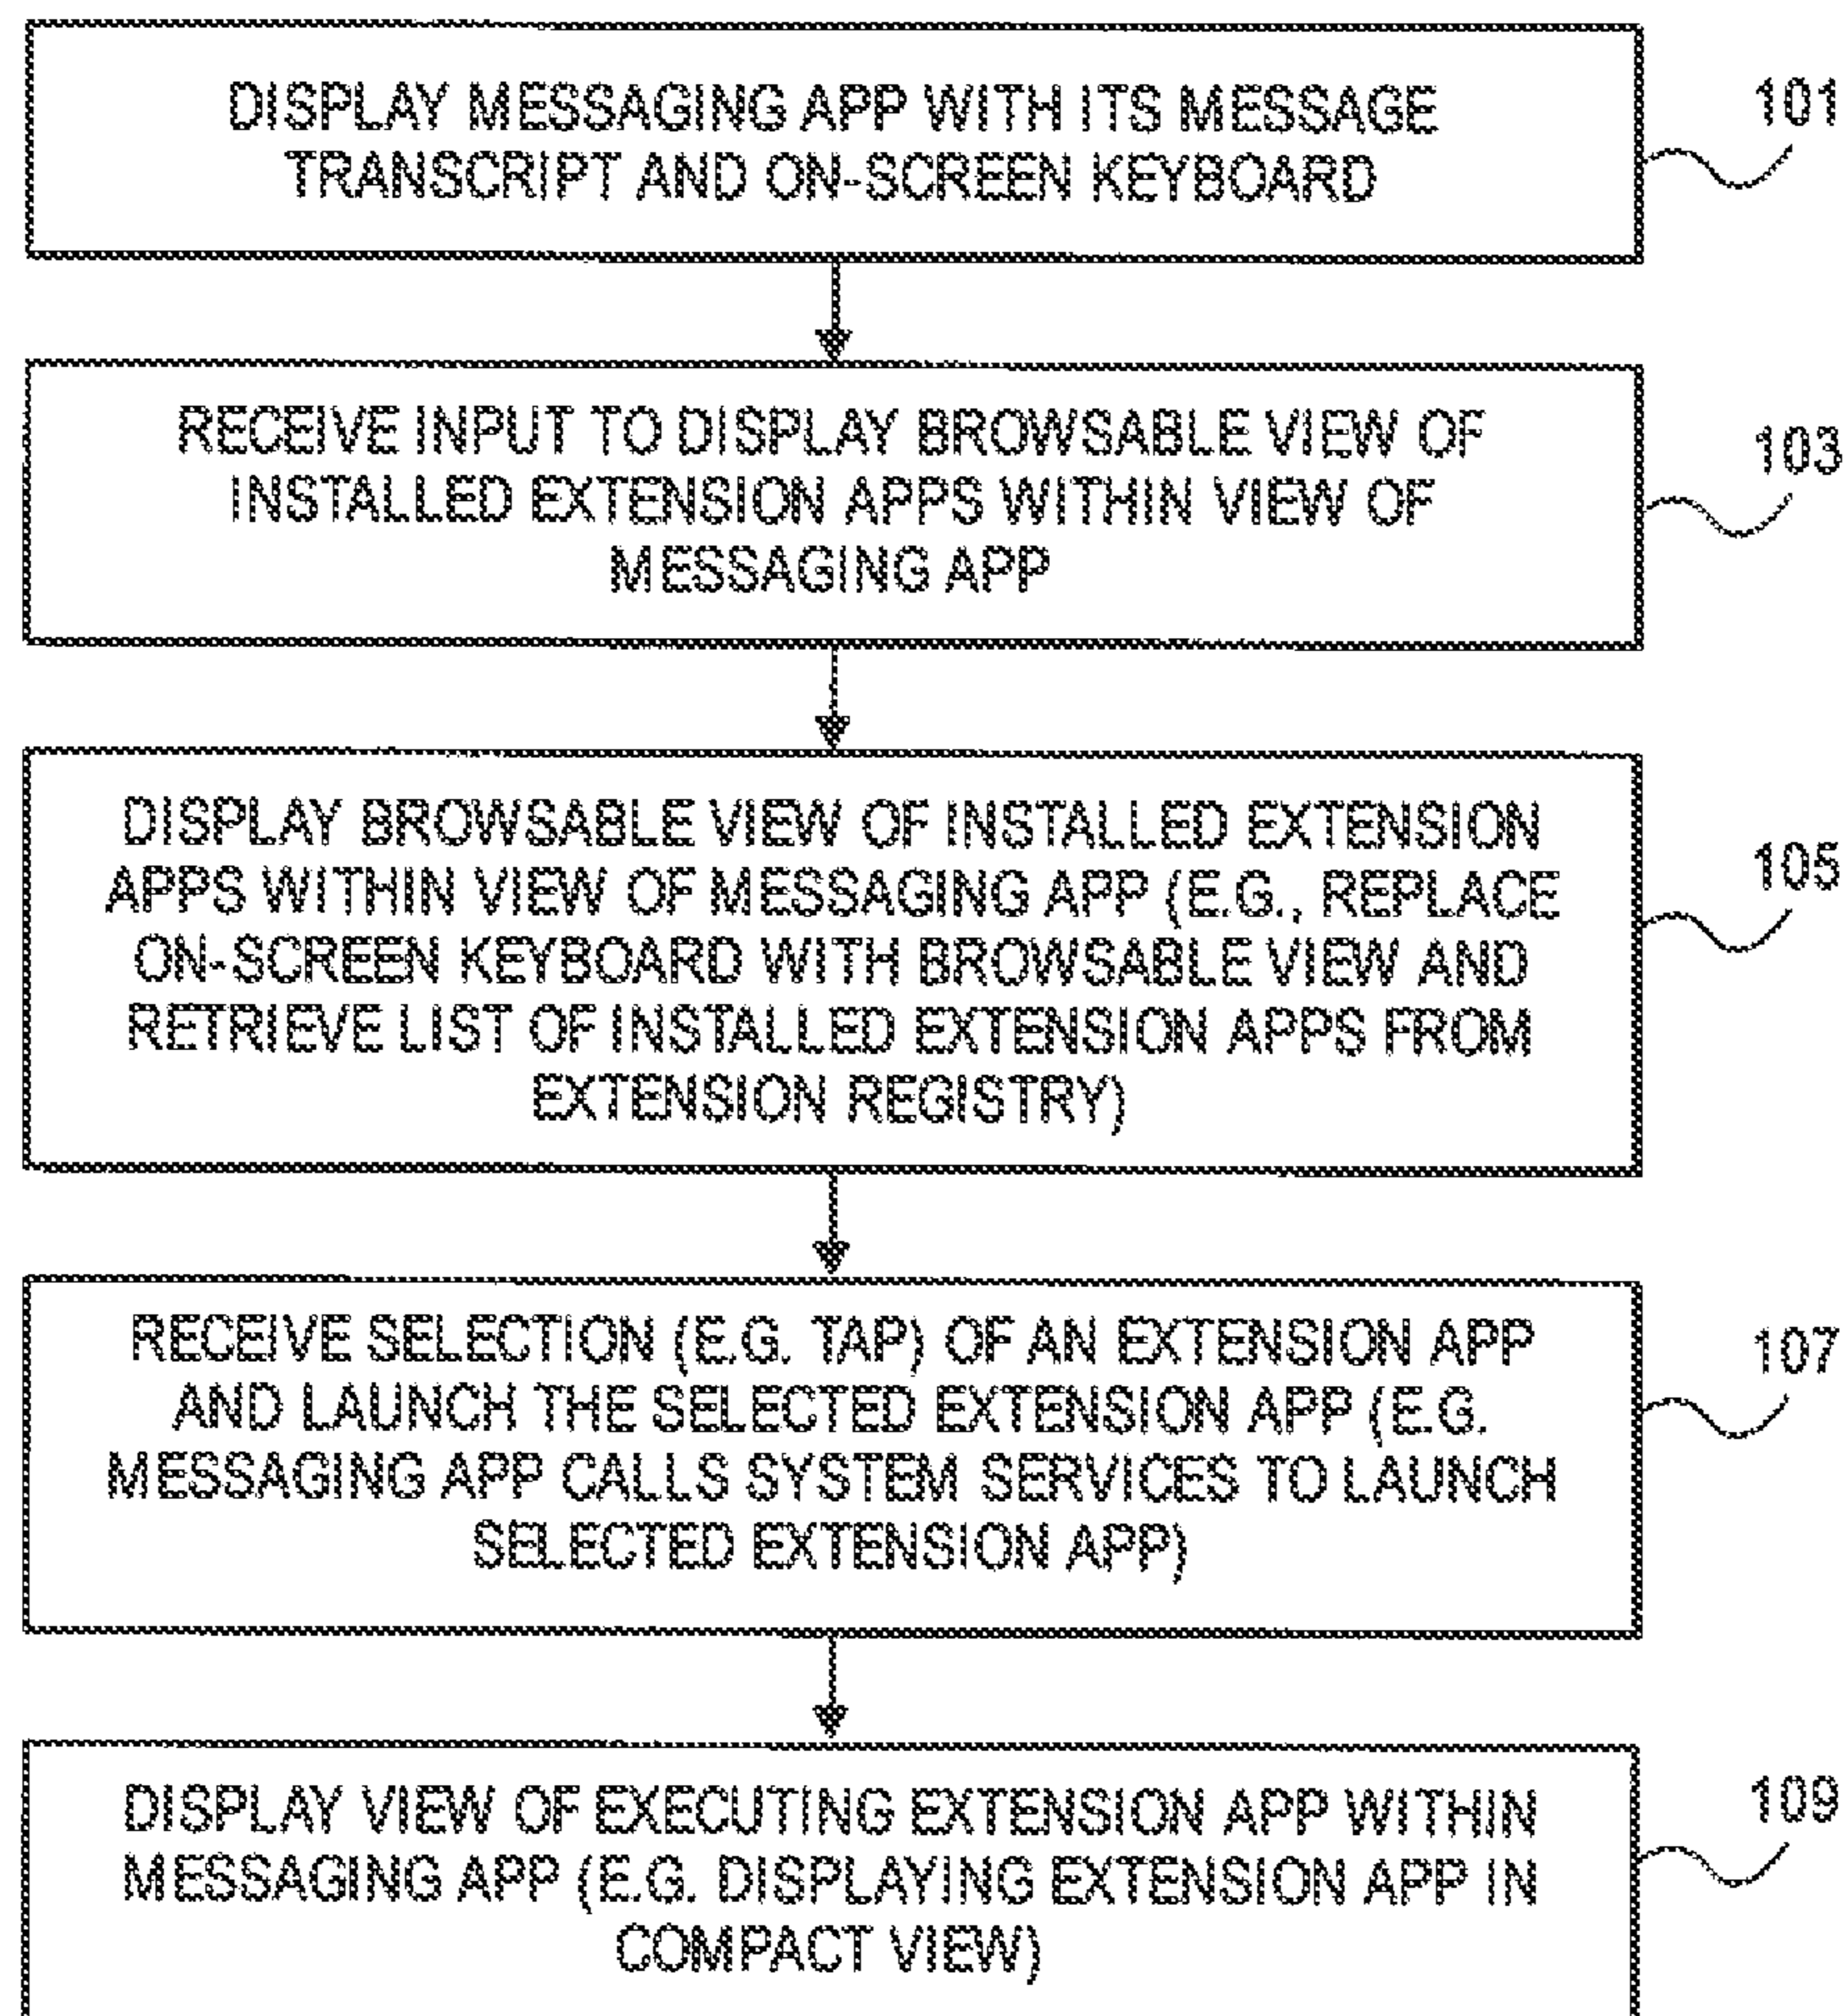 DISPLAY MESSAGING APP WITH ITS MESSAGE
TRANSCRIPT AND ON-SCREEN KEYBOARD
101
RECEIVE INPUT TO DISPLAY BROWSABLE VIEW OF
INSTALLED EXTENSION APPS WITHIN VIEW OF
MESSAGING APP
103
DISPLAY BROWSABLE VIEW OF INSTALLED EXTENSION
APPS WITHIN VIEW OF MESSAGING APP (E.G., REPLACE
ON-SCREEN KEYBOARD WITH BROWSABLE VIEW AND
RETRIEVE LIST OF INSTALLED EXTENSION APPS FROM
EXTENSION REGISTRY)
105
RECEIVE SELECTION (E.G. TAP) OF AN EXTENSION APP
AND LAUNCH THE SELECTED EXTENSION APP (E.G.
MESSAGING APP CALLS SYSTEM SERVICES TO LAUNCH
SELECTED EXTENSION APP)
107
DISPLAY VIEW OF EXECUTING EXTENSION APP WITHIN
MESSAGING APP (E.G. DISPLAYING EXTENSION APP IN
COMPACT VIEW)
109